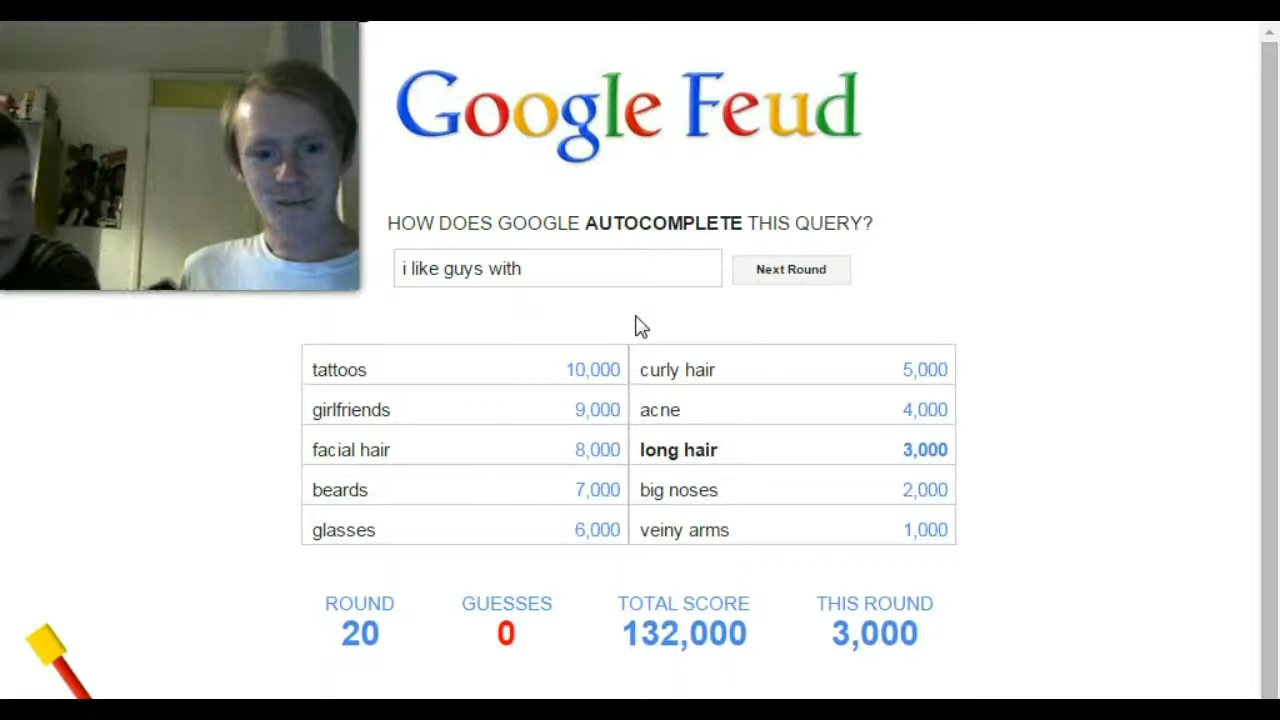 Google Feud
HOW DOES GOOGLE AUTOCOMPLETE THIS QUERY?
i like guys with
Next Round
tattoos 10,000 curly hair 5,000
girlfriends 9,000 acne 4,000
facial hair 8,000 long hair 3,000
beards 7,000 big noses 2,000
glasses 6,000 veiny arms 1,000
ROUND GUESSES TOTAL SCORE THIS ROUND
20 0 132,000 3,000